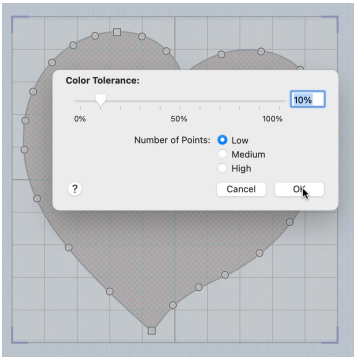 Color Tolerance:
10%
0% 50% 100%
Number of Points: Low
Medium
High
? Cancel OK